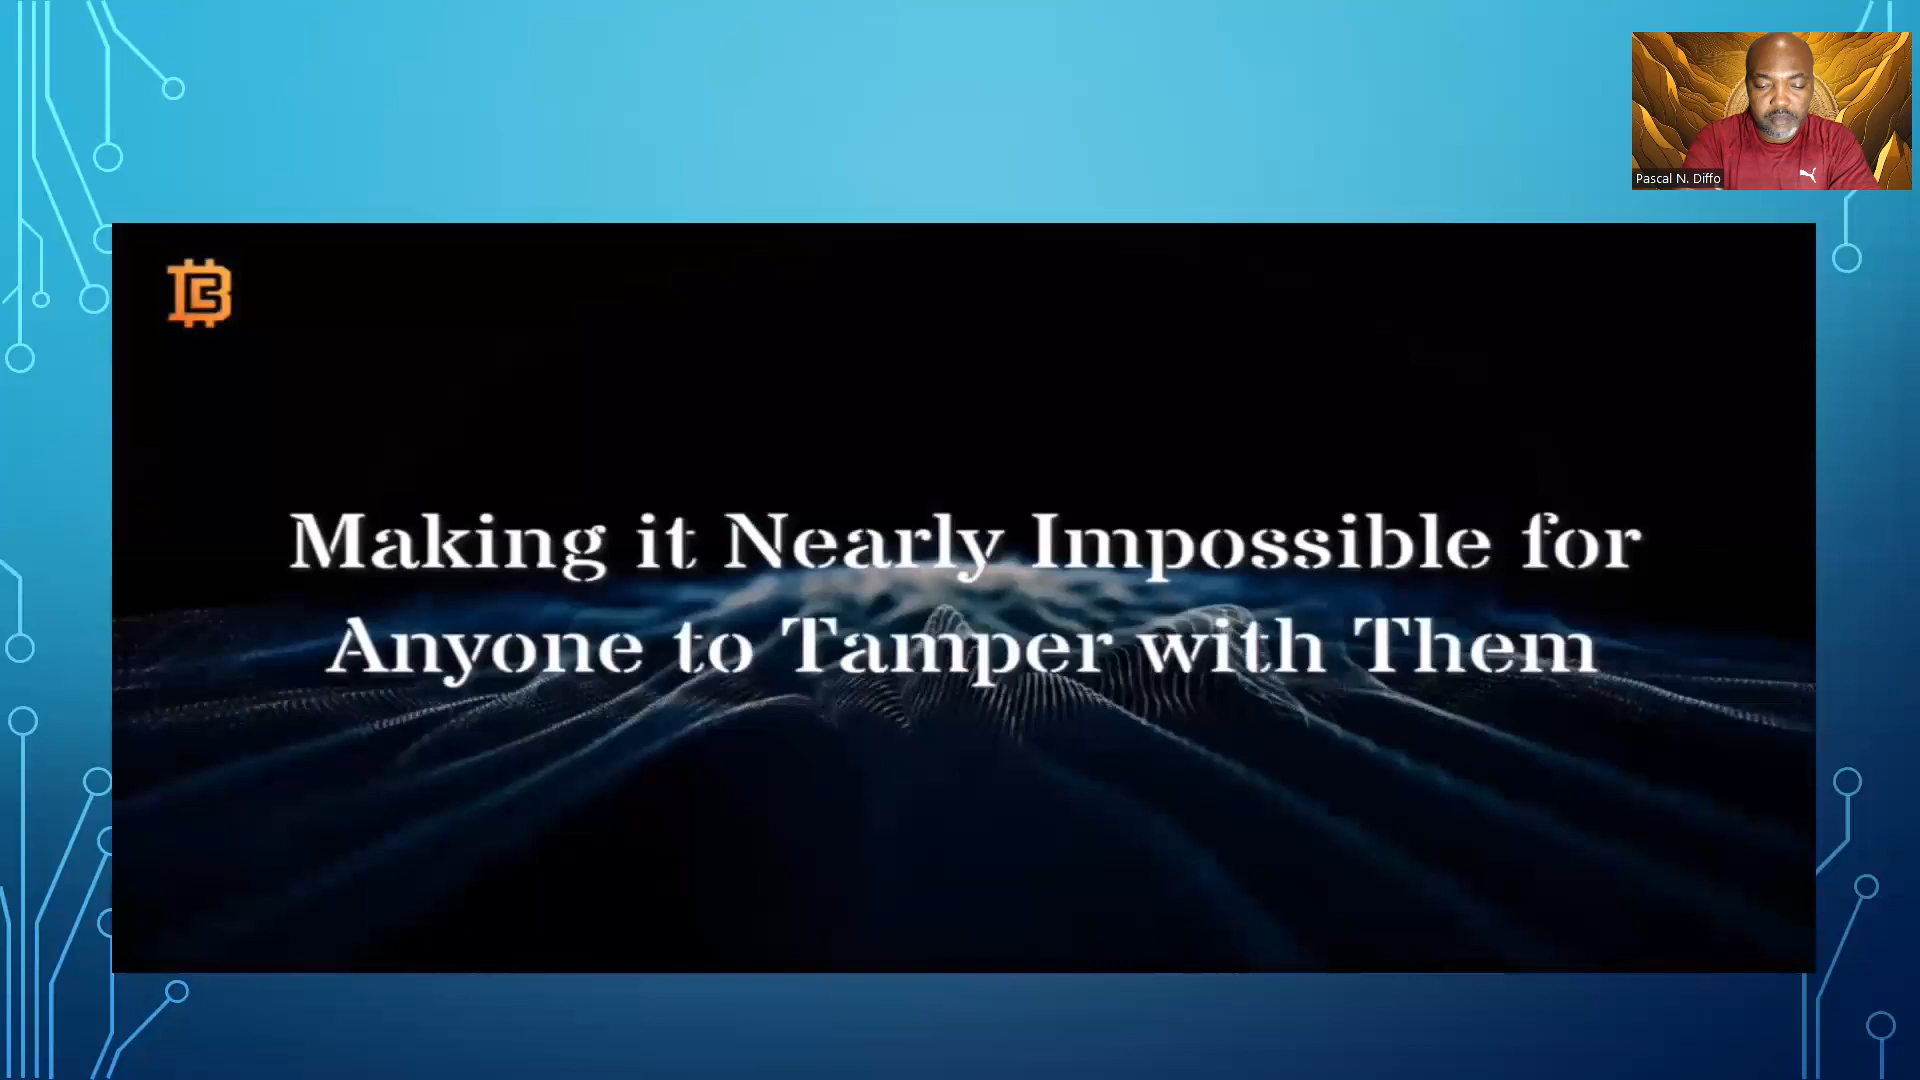 Pascal N. Diffo
Making it Nearly Impossible for
Anyone to Tamper with Them